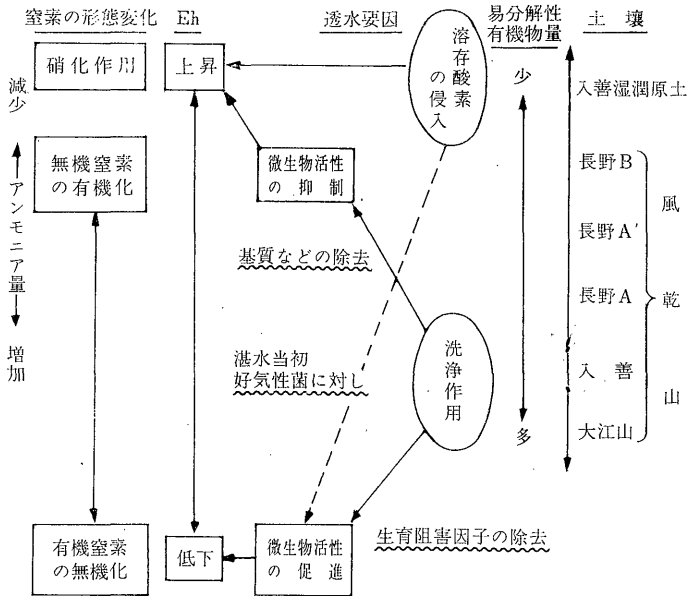 窒素の形態変化
Eh
透水要因
易分解性
有機物量
土壌
硝化作用
上昇
溶存酸素
の侵入
少
入善湿潤原土
減少
アンモニア量
増加
無機窒素
の有機化
微生物活性
の抑制
長野B
長野A'
長野A
入善
大江山
風乾山
基質などの除去
湛水当初
好気性菌に対し
洗浄作用
多
生育阻害因子の除去
有機窒素
の無機化
低下
微生物活性
の促進